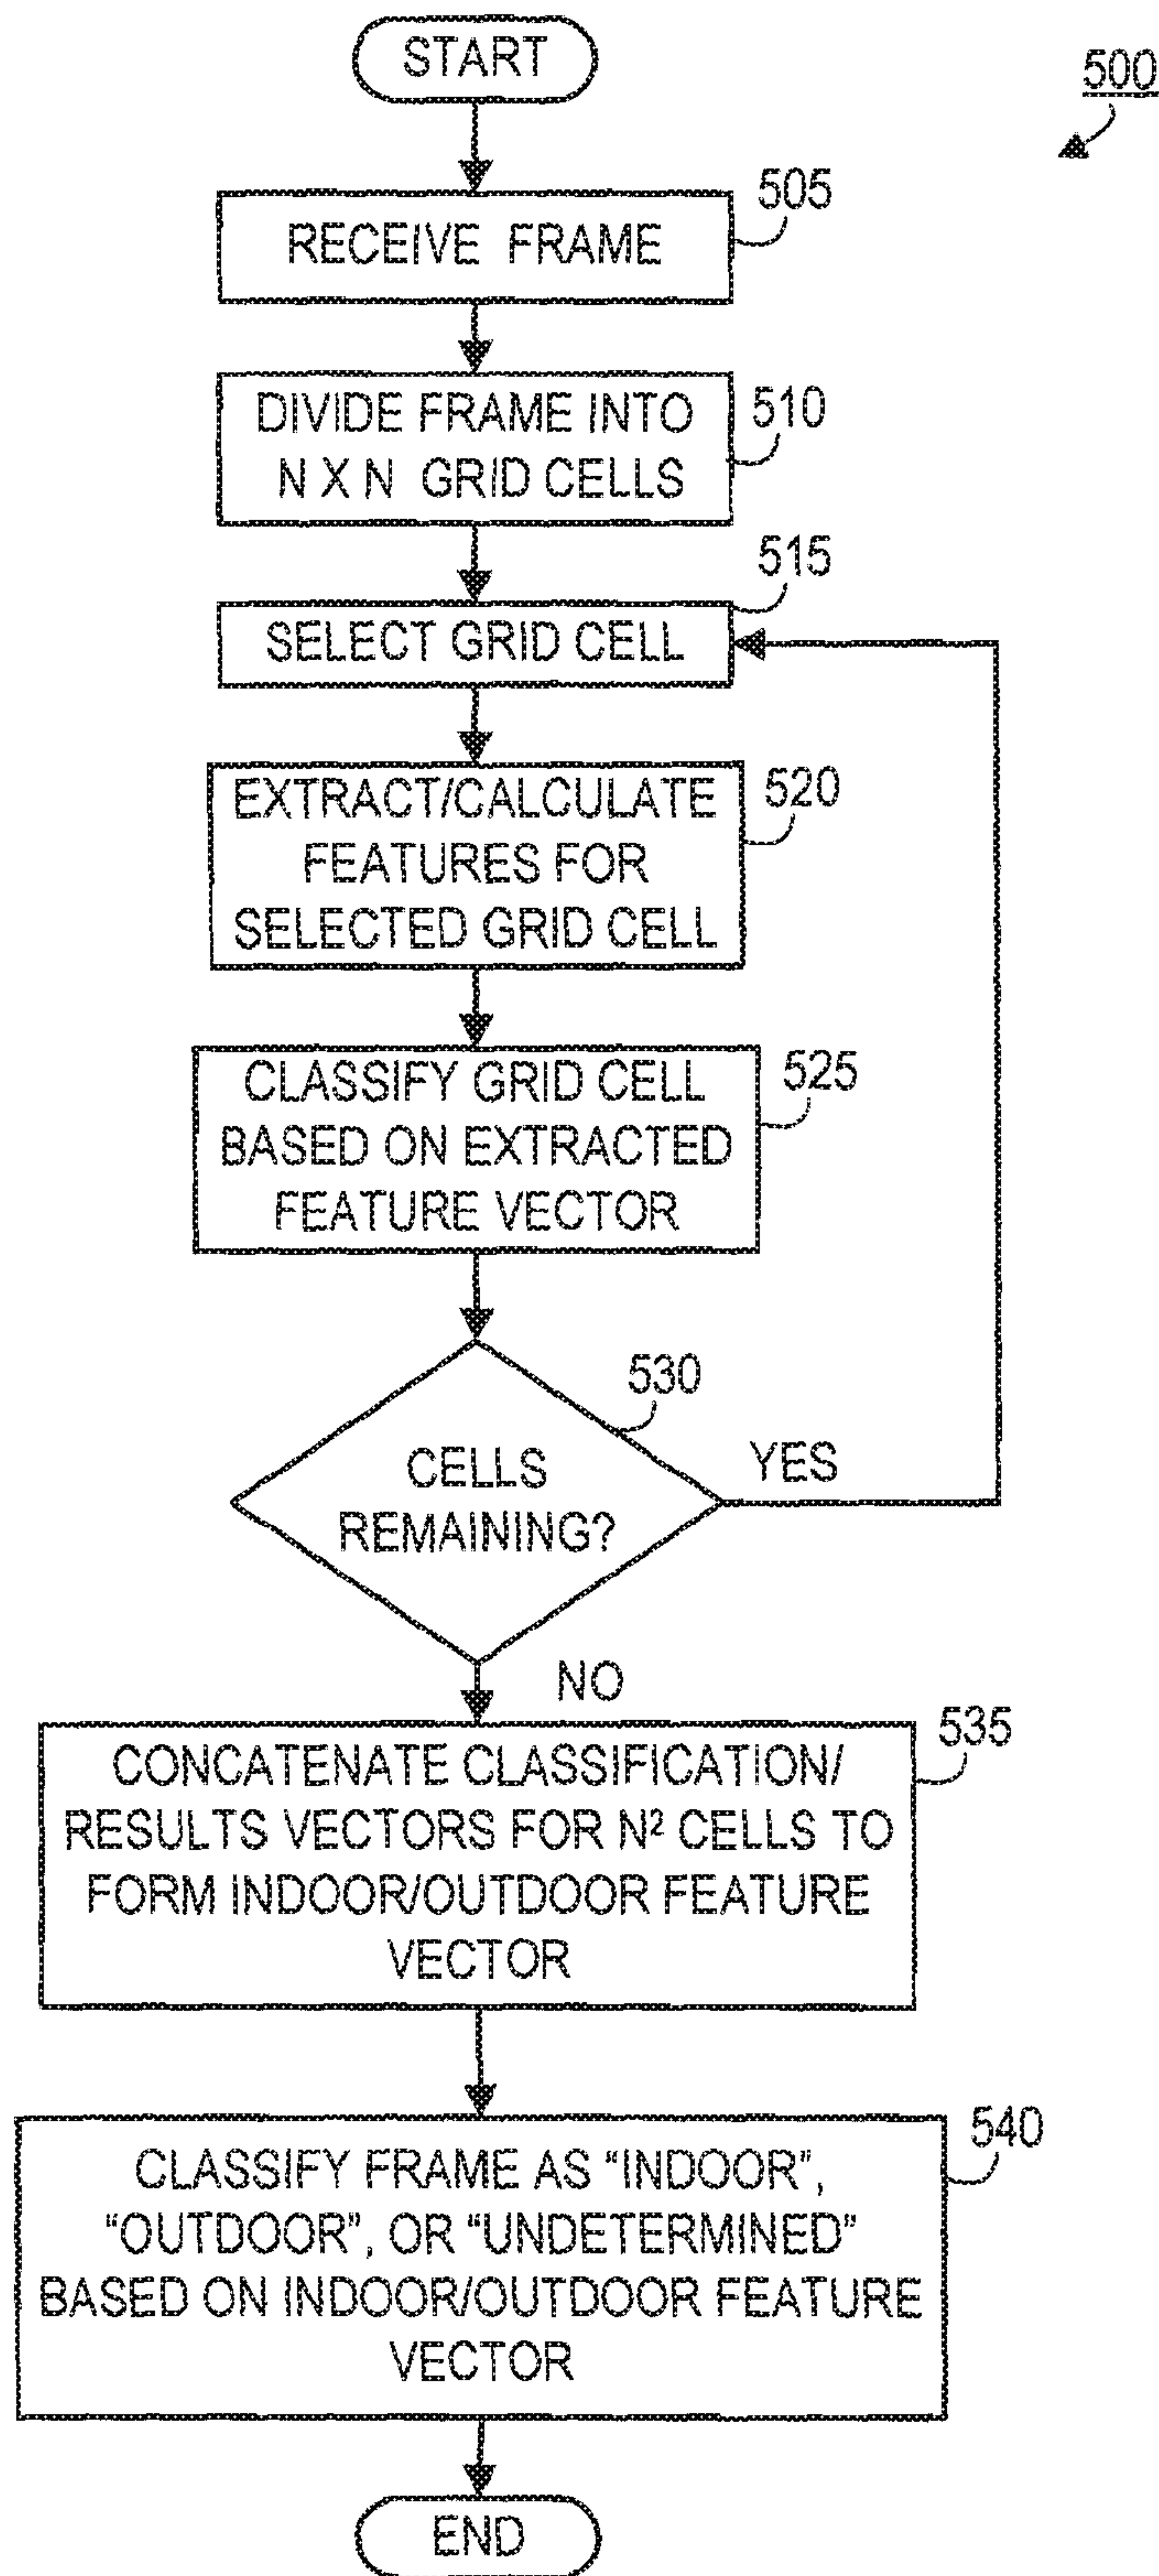 START
500
505
RECEIVE FRAME
510
DIVIDE FRAME INTO
N X N GRID CELLS
515
SELECT GRID CELL
520
EXTRACT/CALCULATE
FEATURES FOR
SELECTED GRID CELL
525
CLASSIFY GRID CELL
BASED ON EXTRACTED
FEATURE VECTOR
530
CELLS
REMAINING?
YES
NO
535
CONCATENATE CLASSIFICATION/
RESULTS VECTORS FOR N² CELLS TO
FORM INDOOR/OUTDOOR FEATURE
VECTOR
540
CLASSIFY FRAME AS “INDOOR”,
“OUTDOOR”, OR “UNDETERMINED”
BASED ON INDOOR/OUTDOOR FEATURE
VECTOR
END